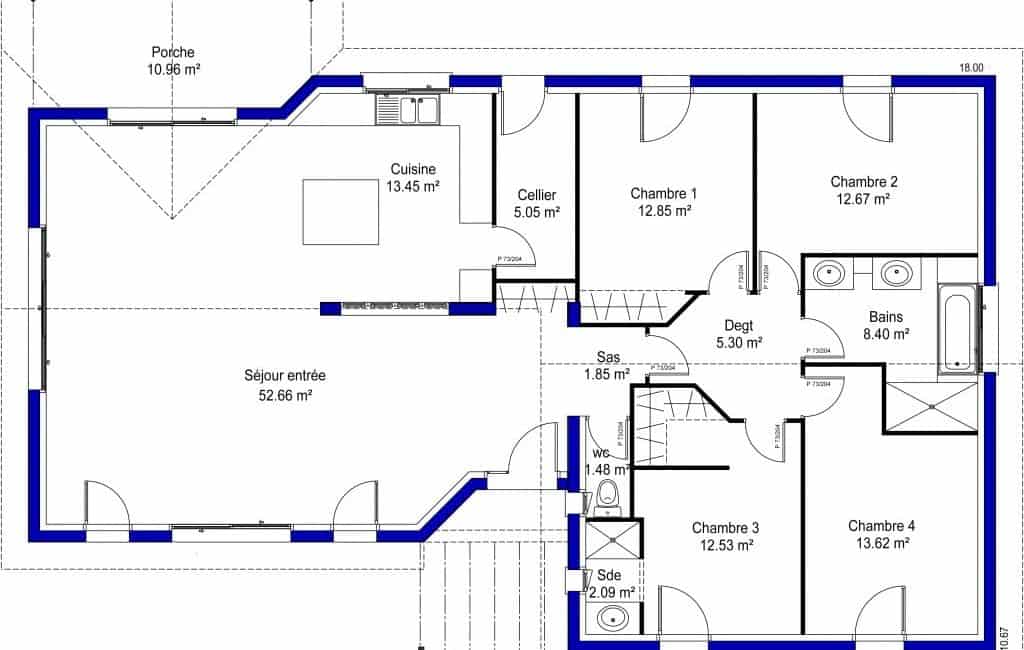 Porche
10.96 m²
18.00
Cuisine
13.45 m²
Cellier
5.05 m²
Chambre 1
12.85 m²
Chambre 2
12.67 m²
P 73/204
P 73/204
P 73/204
Bains
8.40 m²
Degt
5.30 m²
P 73/204
Sas
1.85 m²
P 73/204
Séjour entrée
52.66 m²
P 73/204
P 73/204
P 73/204
wc
1.48 m²
Chambre 3
12.53 m²
Chambre 4
13.62 m²
Sde
2.09 m²
10.67